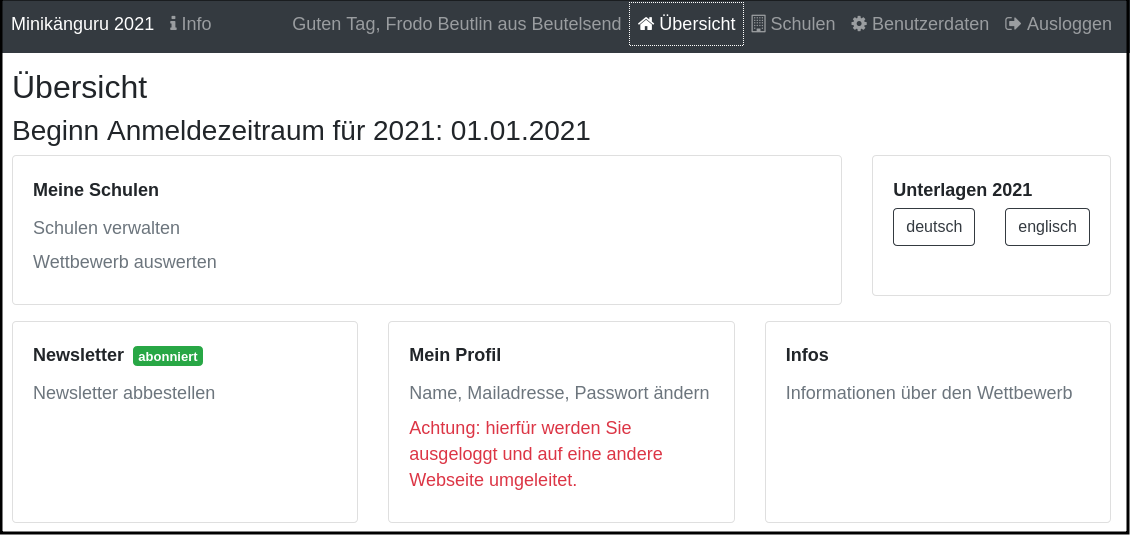 Minikänguru 2021 Info Guten Tag, Frodo Beutlin aus Beutelsend Übersicht Schulen Benutzerdaten Ausloggen
Übersicht
Beginn Anmeldezeitraum für 2021: 01.01.2021
Meine Schulen
Schulen verwalten
Wettbewerb auswerten
Unterlagen 2021
deutsch englisch
Newsletter abonniert
Newsletter abbestellen
Mein Profil
Name, Mailadresse, Passwort ändern
Achtung: hierfür werden Sie
ausgeloggt und auf eine andere
Webseite umgeleitet.
Infos
Informationen über den Wettbewerb